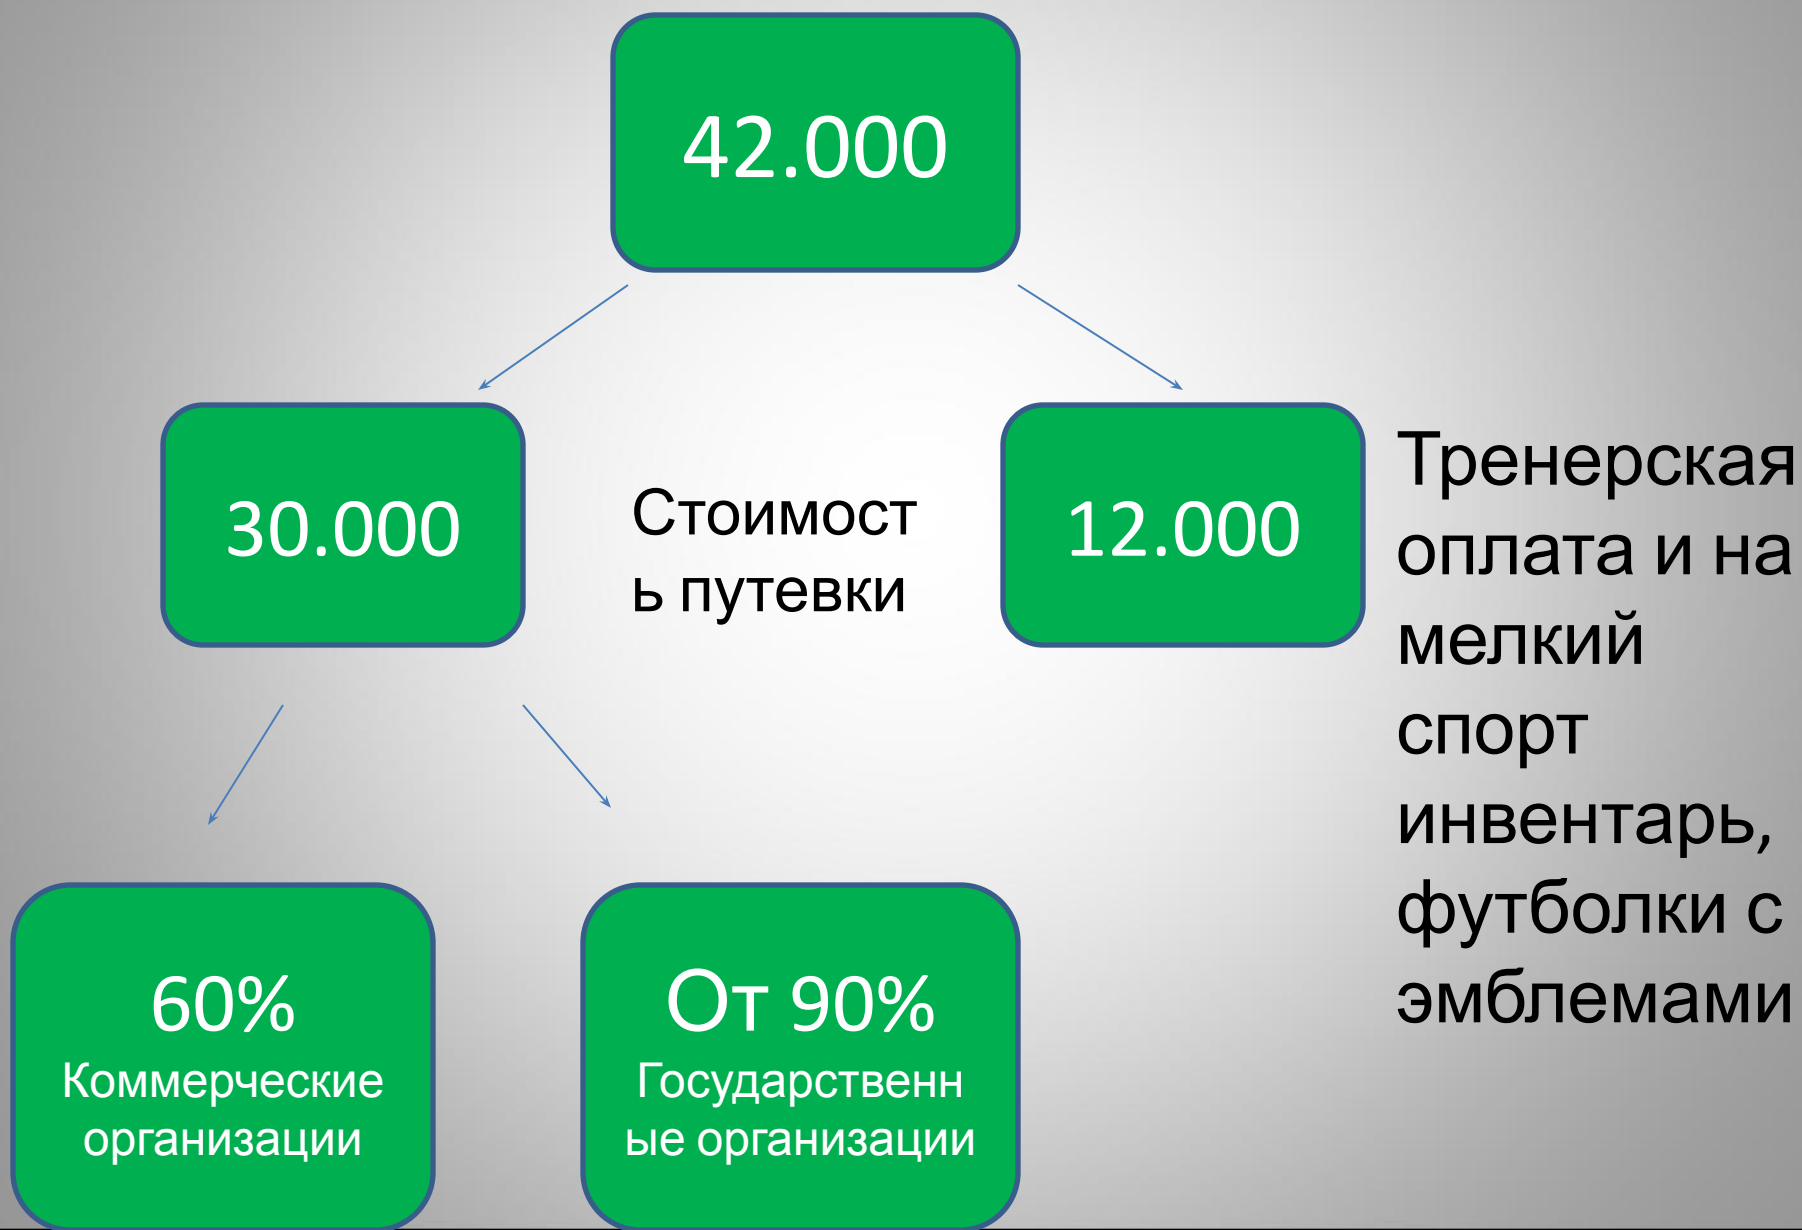 42.000
30.000
Стоимост
ь путевки
12.000
Тренерская
оплата и на
мелкий
спорт
инвентарь,
футболки с
эмблемами
60%
Коммерческие
организации
От 90%
Государственн
ые организации